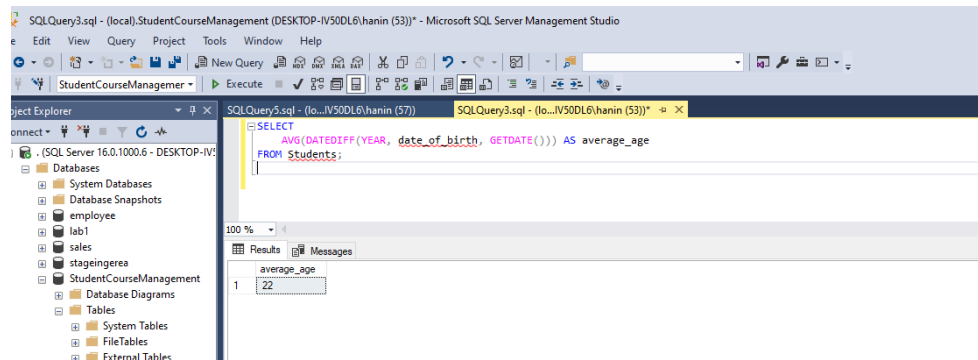 SQLQuery3.sql - (local).StudentCourseManagement (DESKTOP-IV50DL6\hanin (53))* - Microsoft SQL Server Management Studio
e Edit View Query Project Tools Window Help
New Query
StudentCourseManagemer Execute
ject Explorer
SQLQuery5.sql - (lo...IV50DL6\hanin (57)) SQLQuery3.sql - (lo...IV50DL6\hanin (53))*
onnect
SELECT
AVG(DATEDIFF(YEAR, date_of_birth, GETDATE())) AS average_age
FROM Students;
. (SQL Server 16.0.1000.6 - DESKTOP-IV5
Databases
System Databases
Database Snapshots
employee
lab1
sales
stageingerea
StudentCourseManagement
Database Diagrams
Tables
System Tables
FileTables
External Tables
100 %
Results Messages
average_age
1 22